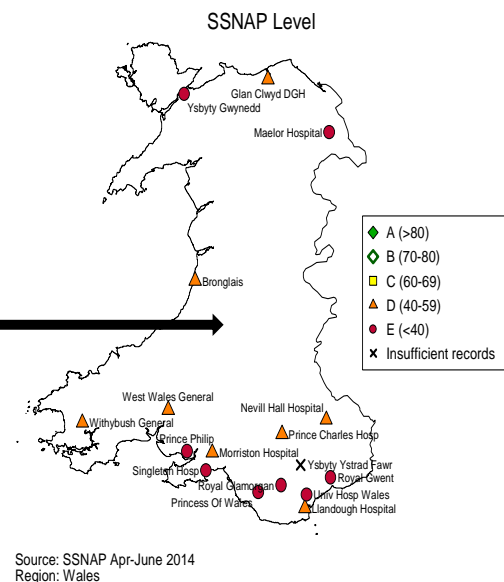 SSNAP Level
Glan Clwyd DGH
Ysbyty Gwynedd
Maelor Hospital
A (>80)
B (70-80)
C (60-69)
D (40-59)
E (<40)
Insufficient records
Bronglais
West Wales General
Withybush General
Nevill Hall Hospital
Prince Charles Hosp
Prince Philip
Morriston Hospital
Ysbyty Ystrad Fawr
Singleton Hosp
Royal Gwent
Royal Glamorgan
Univ Hosp Wales
Princess Of Wales
Llandough Hospital
Source: SSNAP Apr-June 2014
Region: Wales